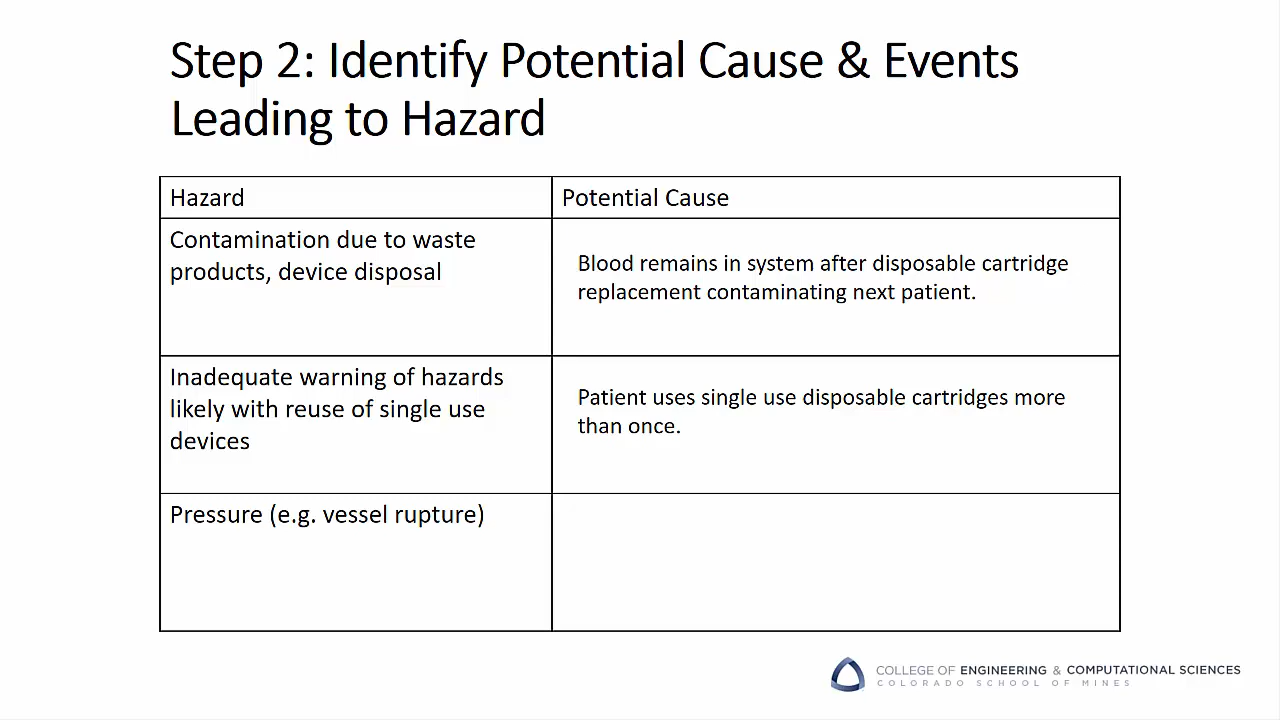 Step 2: Identify Potential Cause & Events
Leading to Hazard
Hazard
Potential Cause
Contamination due to waste
products, device disposal
Blood remains in system after disposable cartridge
replacement contaminating next patient.
Inadequate warning of hazards
likely with reuse of single use
devices
Patient uses single use disposable cartridges more
than once.
Pressure (e.g. vessel rupture)
COLLEGE OF ENGINEERING & COMPUTATIONAL SCIENCES
COLORADO SCHOOL OF MINES